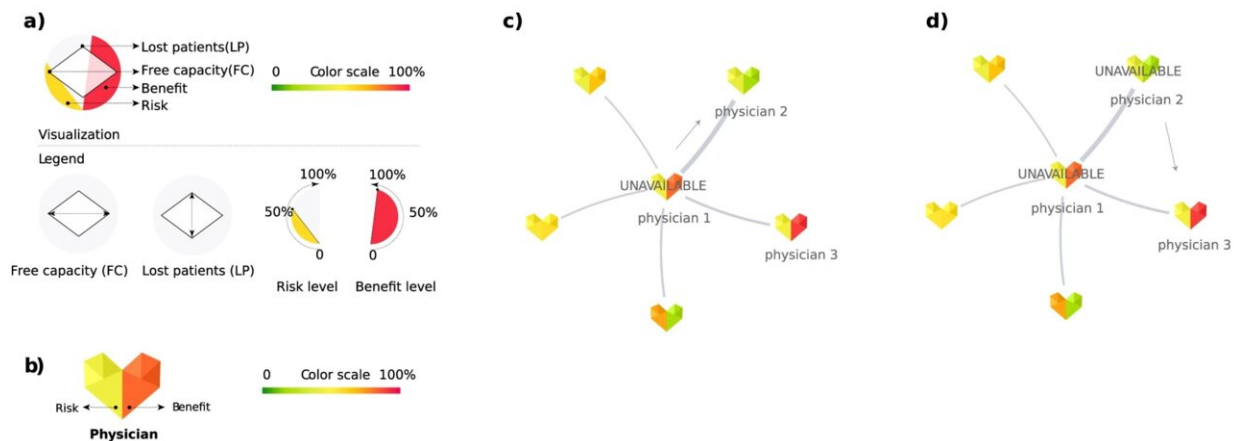 a)
Lost patients(LP)
Free capacity(FC)
Benefit
Risk
0 Color scale 100%
Visualization
Legend
100% 100%
50% 50%
0 0
Free capacity (FC) Lost patients (LP)
Risk level Benefit level
b)
0 Color scale 100%
Risk Benefit
Physician
c)
physician 2
UNAVAILABLE
physician 1
physician 3
d)
UNAVAILABLE
physician 2
UNAVAILABLE
physician 1
physician 3